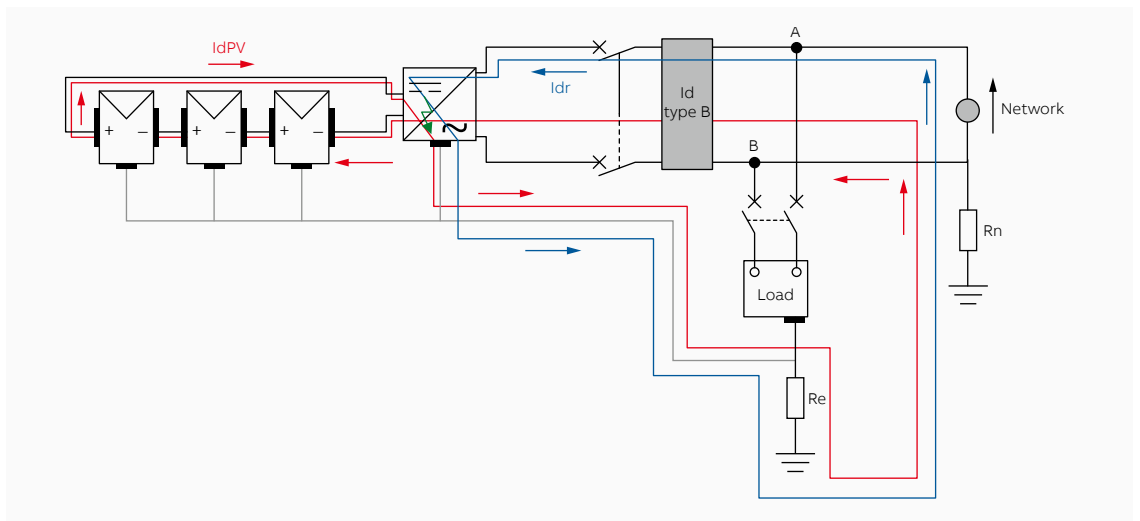 A
IdPV
Idr
Id
type B
Network
+ – + – + –
B
Rn
Load
Re